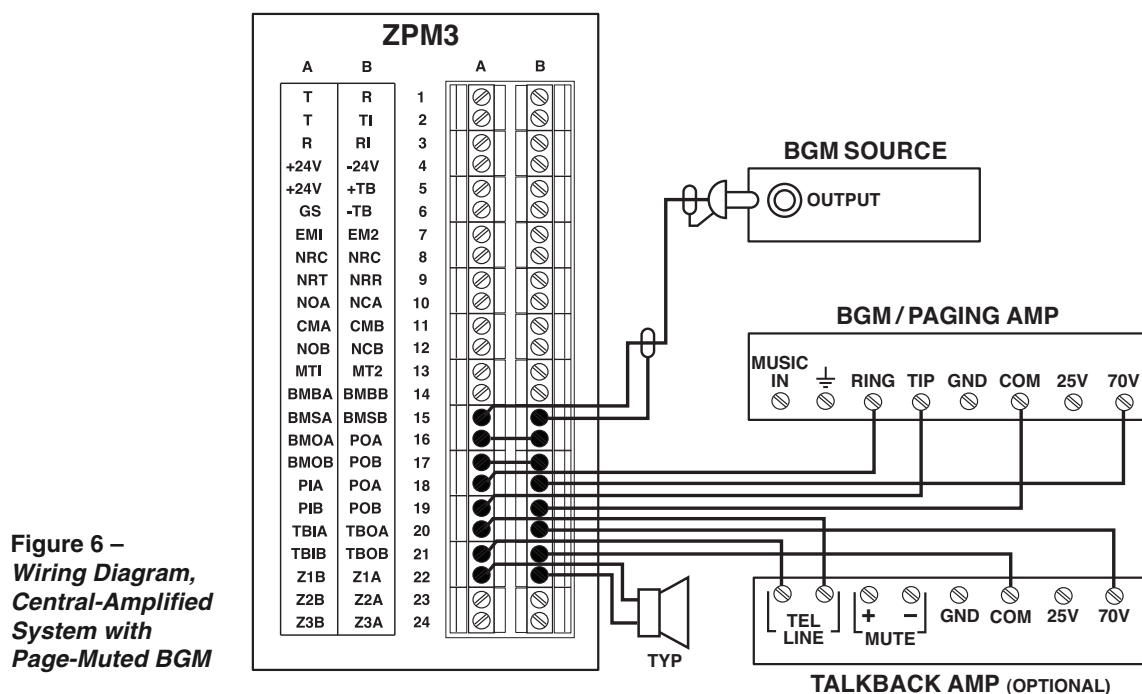 ZPM3
A B A B
T R 1
T TI 2
R RI 3
+24V -24V 4
+24V +TB 5
GS -TB 6
EMI EM2 7
NRC NRC 8
NRT NRR 9
NOA NCA 10
CMA CMB 11
NOB NCB 12
MTI MT2 13
BMBA BMBB 14
BMSA BMSB 15
BMOA POA 16
BMOB POB 17
PIA POA 18
PIB POB 19
TBIA TBOA 20
TBIB TBOB 21
Z1B Z1A 22
Z2B Z2A 23
Z3B Z3A 24
BGM SOURCE
OUTPUT
BGM / PAGING AMP
MUSIC
IN RING TIP GND COM 25V 70V
TEL
LINE
+ −
MUTE
GND COM 25V 70V
TYP
TALKBACK AMP (OPTIONAL)
Figure 6 –
Wiring Diagram,
Central-Amplified
System with
Page-Muted BGM